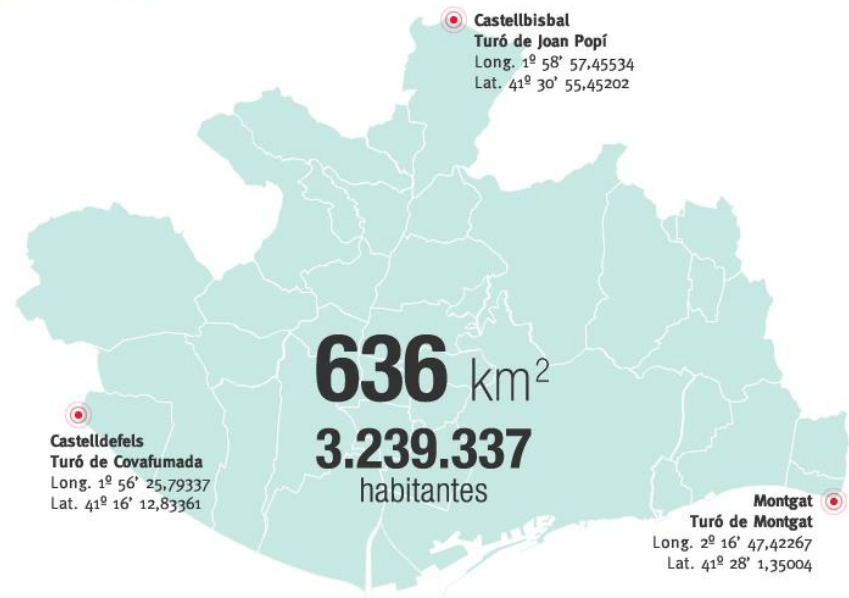 Castellbisbal
Turó de Joan Popí
Long. 1º 58' 57,45534
Lat. 41º 30' 55,45202
636 km²
3.239.337
habitantes
Castelldefels
Turó de Covafumada
Long. 1º 56' 25,79337
Lat. 41º 16' 12,83361
Montgat
Turó de Montgat
Long. 2º 16' 47,42267
Lat. 41º 28' 1,35004